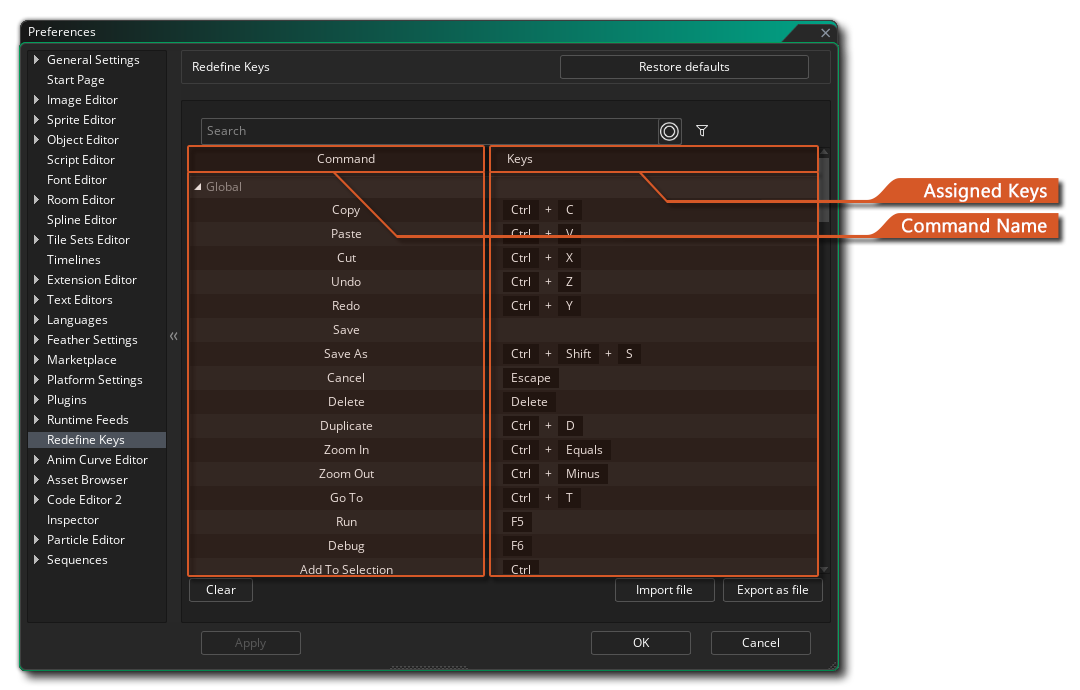 Preferences
General Settings
Start Page
Image Editor
Sprite Editor
Object Editor
Script Editor
Font Editor
Room Editor
Spline Editor
Tile Sets Editor
Timelines
Extension Editor
Text Editors
Languages
Feather Settings
Marketplace
Platform Settings
Plugins
Runtime Feeds
Redefine Keys
Anim Curve Editor
Asset Browser
Code Editor 2
Inspector
Particle Editor
Sequences
Redefine Keys Restore defaults
Search
Command Keys
Global
Copy Ctrl + C
Paste Ctrl + V
Cut Ctrl + X
Undo Ctrl + Z
Redo Ctrl + Y
Save
Save As Ctrl + Shift + S
Cancel Escape
Delete Delete
Duplicate Ctrl + D
Zoom In Ctrl + Equals
Zoom Out Ctrl + Minus
Go To Ctrl + T
Run F5
Debug F6
Add To Selection Ctrl
Clear Import file Export as file
Apply OK Cancel
Assigned Keys
Command Name